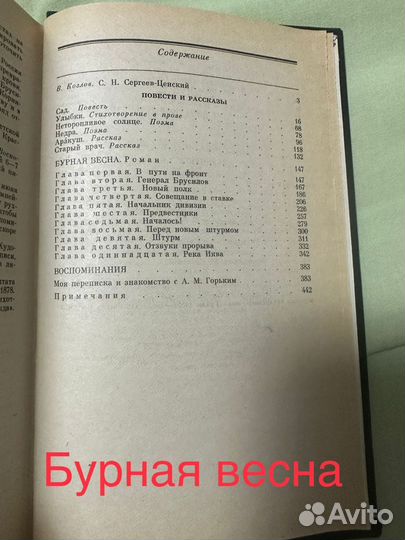 Содержание
В. Козлов. С. Н. Сергеев-Ценский 3
ПОВЕСТИ И РАССКАЗЫ
Сад. Повесть 16
Улыбки. Стихотворение в прозе 68
Неторопливое солнце. Поэма 78
Недра. Поэма 96
Аракуш. Рассказ 118
Старый врач. Рассказ 132
БУРНАЯ ВЕСНА. Роман 147
Глава первая. В пути на фронт 147
Глава вторая. Генерал Брусилов 167
Глава третья. Новый полк 186
Глава четвертая. Совещание в ставке 206
Глава пятая. Начальник дивизии 226
Глава шестая. Предвестники 257
Глава седьмая. Началось! 279
Глава восьмая. Перед новым штурмом 300
Глава девятая. Штурм 311
Глава десятая. Отзвуки прорыва 332
Глава одиннадцатая. Река Иква 342
ВОСПОМИНАНИЯ 383
Моя переписка и знакомство с А. М. Горьким 383
Примечания 442
Бурная весна
Avito